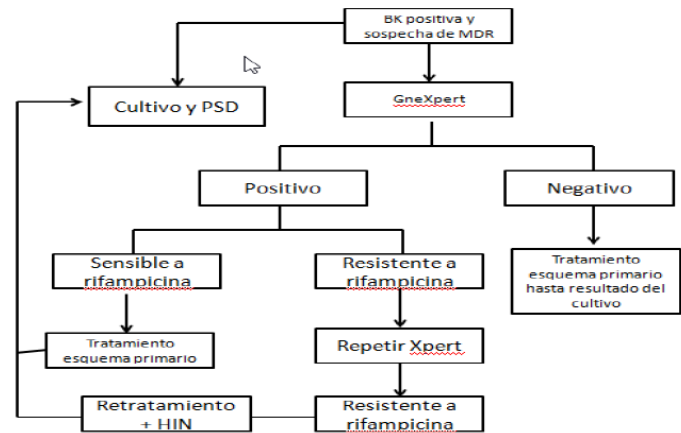 BK positiva y
sospecha de MDR
Cultivo y PSD
GneXpert
Positivo
Negativo
Sensible a
rifampicina
Resistente a
rifampicina
Tratamiento
esquema primario
hasta resultado del
cultivo
Tratamiento
esquema primario
Repetir Xpert
Retratamiento
+ HIN
Resistente a
rifampicina